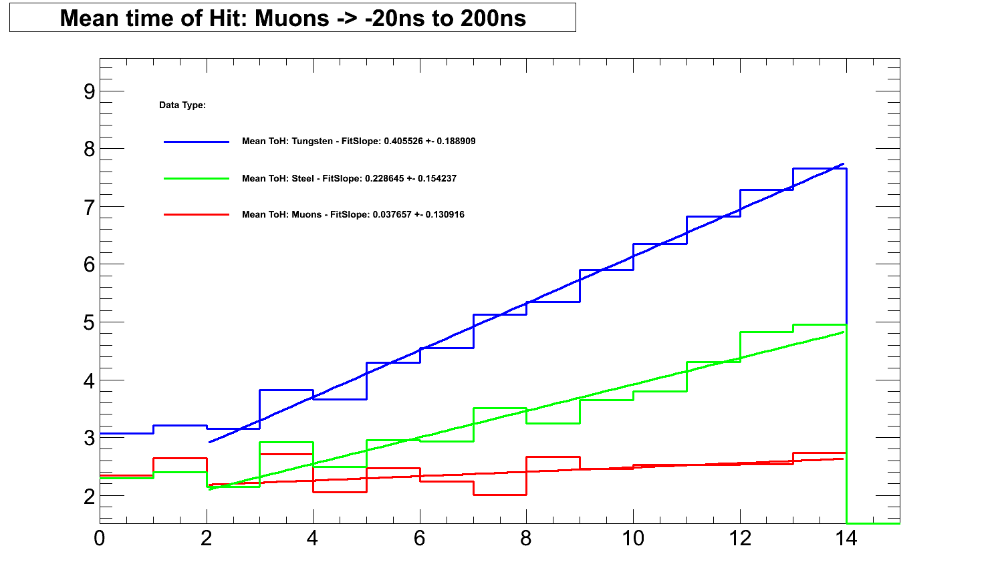 Mean time of Hit: Muons -> -20ns to 200ns
9
Data Type:
Mean ToH: Tungsten - FitSlope: 0.405526 +- 0.188909
8
Mean ToH: Steel - FitSlope: 0.228645 +- 0.154237
7
Mean ToH: Muons - FitSlope: 0.037657 +- 0.130916
6
5
4
3
2
0 2 4 6 8 10 12 14